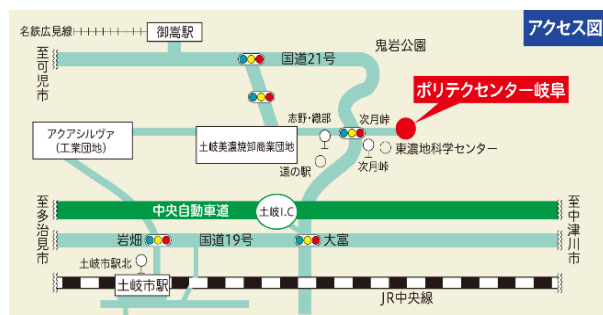 アクセス図
名鉄広見線
御嵩駅
鬼岩公園
至可児市
国道21号
ポリテクセンター岐阜
志野・織部
次月峠
アクアシルヴァ
(工業団地)
土岐美濃焼卸商業団地
道の駅
次月峠
東濃地科学センター
至多治見市
中央自動車道
土岐I.C
至中津川市
岩畑
国道19号
大富
土岐市駅北
土岐市駅
JR中央線